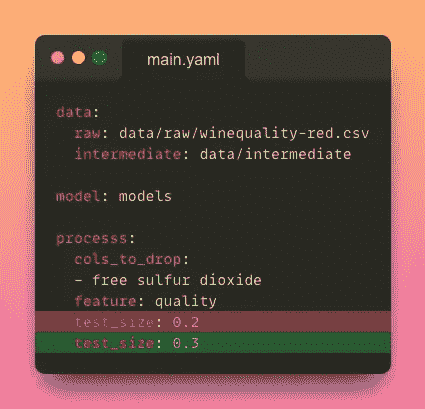 main.yaml
data:
raw: data/raw/winequality-red.csv
intermediate: data/intermediate
model: models
processs:
cols_to_drop:
- free sulfur dioxide
feature: quality
test_size: 0.2
test_size: 0.3